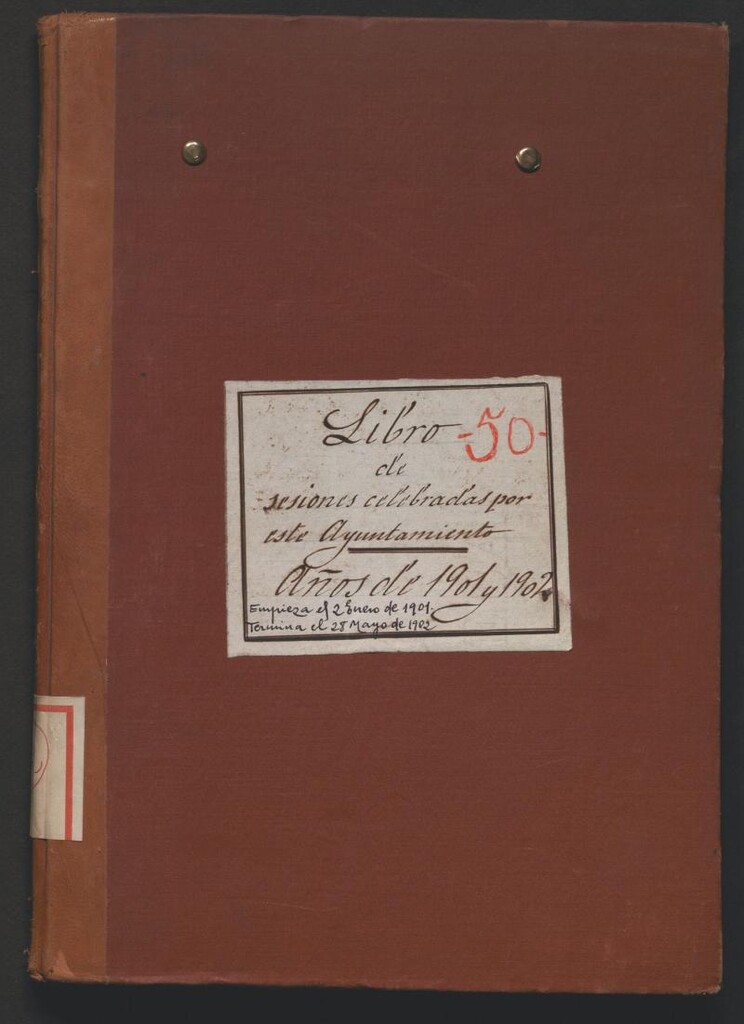 Libro -50-
de
sesiones celebradas por
este Ayuntamiento
Años de 1901 y 1902
Empieza el 2 Enero de 1901.
Termina el 28 Mayo de 1902